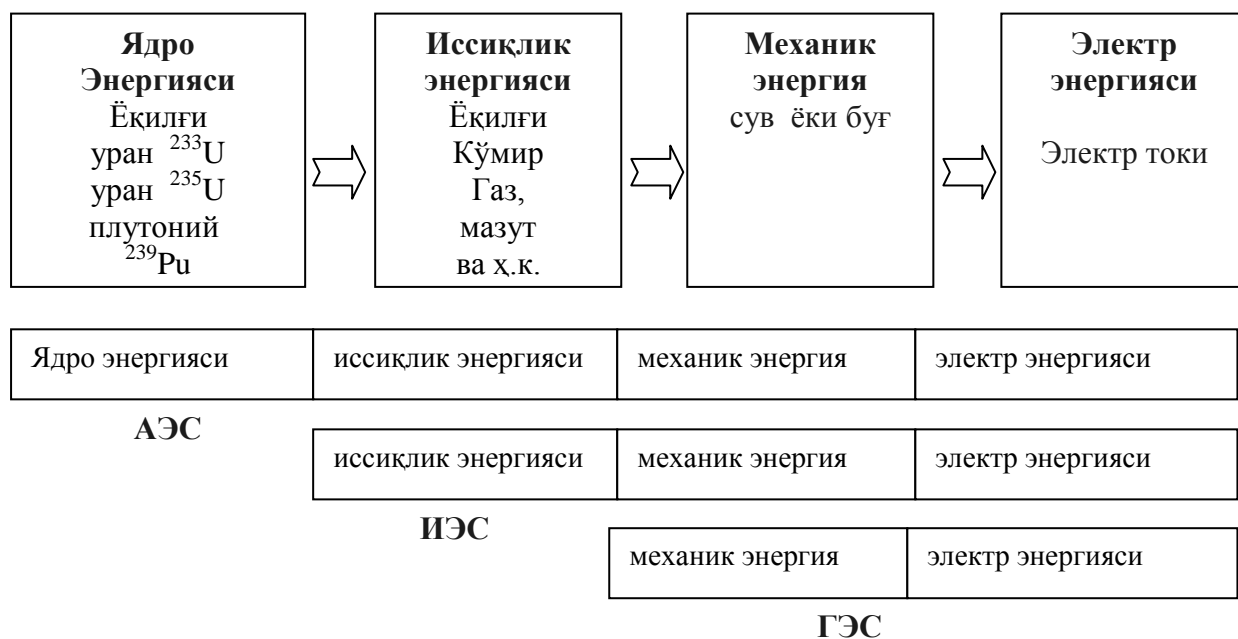 Ядро
Энергияси
Ёқилғи
уран ²³³U
уран ²³⁵U
плутоний
²³⁹Pu
Иссиқлик
энергияси
Ёқилғи
Кўмир
Газ,
мазут
ва ҳ.к.
Механик
энергия
сув ёки буғ
Электр
энергияси
Электр токи
Ядро энергияси иссиқлик энергияси механик энергия электр энергияси
АЭС
иссиқлик энергияси механик энергия электр энергияси
ИЭС
механик энергия электр энергияси
ГЭС